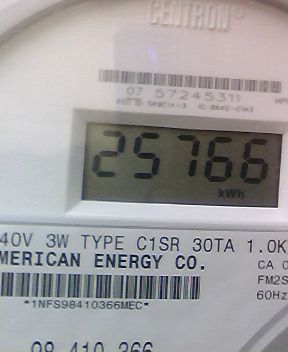 CENTRON®
07 57245311
25766
kWh
40V 3W TYPE C1SR 30TA 1.0K
MERICAN ENERGY CO.
CA 0
FM2S
*1NFS98410366MEC*
60Hz
98 410 366